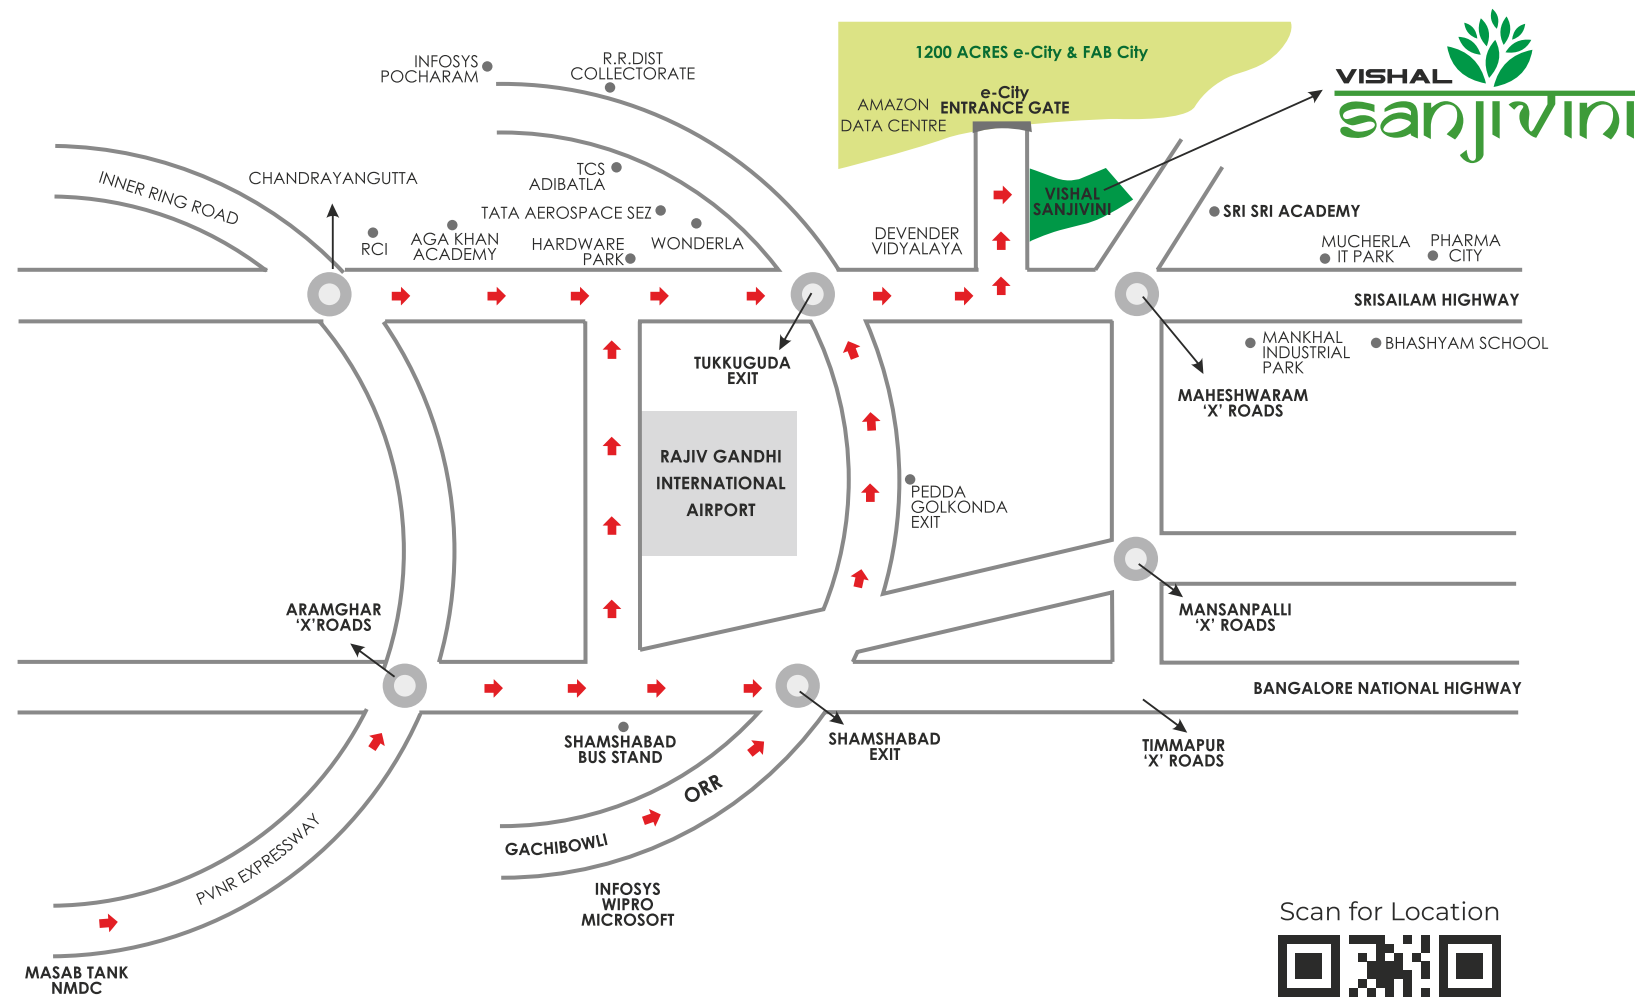 INFOSYS
POCHARAM
R.R.DIST
COLLECTORATE
1200 ACRES e-City & FAB City
e-City
ENTRANCE GATE
AMAZON
DATA CENTRE
VISHAL
sanjivini
INNER RING ROAD
CHANDRAYANGUTTA
TCS
ADIBATLA
TATA AEROSPACE SEZ
RCI
AGA KHAN
ACADEMY
HARDWARE
PARK
WONDERLA
DEVENDER
VIDYALAYA
VISHAL
SANJIVINI
SRI SRI ACADEMY
MUCHERLA
IT PARK
PHARMA
CITY
SRISAILAM HIGHWAY
TUKKUGUDA
EXIT
MANKHAL
INDUSTRIAL
PARK
BHASHYAM SCHOOL
MAHESHWARAM
‘X’ ROADS
RAJIV GANDHI
INTERNATIONAL
AIRPORT
PEDDA
GOLKONDA
EXIT
ARAMGHAR
‘X’ROADS
MANSANPALLI
‘X’ ROADS
BANGALORE NATIONAL HIGHWAY
SHAMSHABAD
BUS STAND
SHAMSHABAD
EXIT
TIMMAPUR
‘X’ ROADS
ORR
GACHIBOWLI
PVNR EXPRESSWAY
INFOSYS
WIPRO
MICROSOFT
MASAB TANK
NMDC
Scan for Location